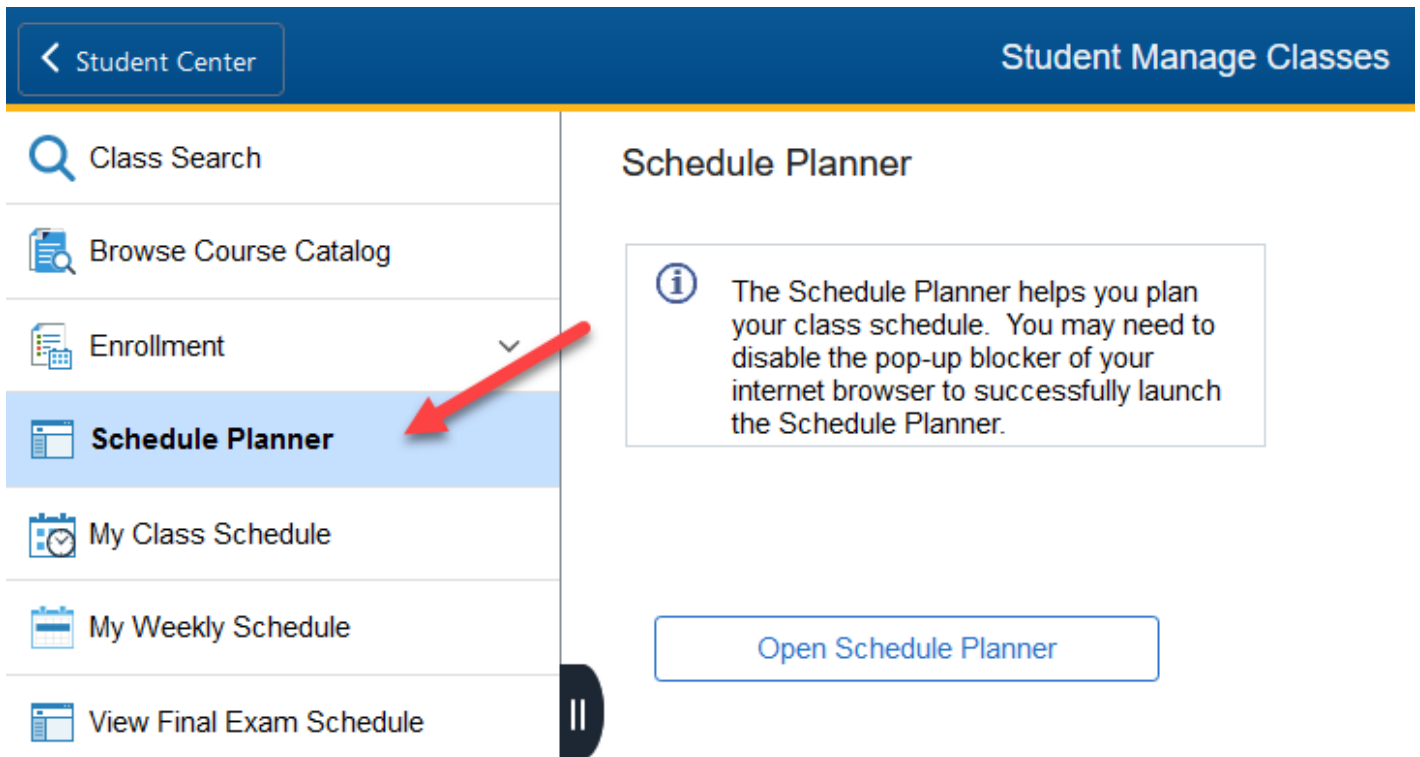 Student Center
Student Manage Classes
Class Search
Browse Course Catalog
Enrollment
Schedule Planner
My Class Schedule
My Weekly Schedule
View Final Exam Schedule
Schedule Planner
The Schedule Planner helps you plan
your class schedule.  You may need to
disable the pop-up blocker of your
internet browser to successfully launch
the Schedule Planner.
Open Schedule Planner